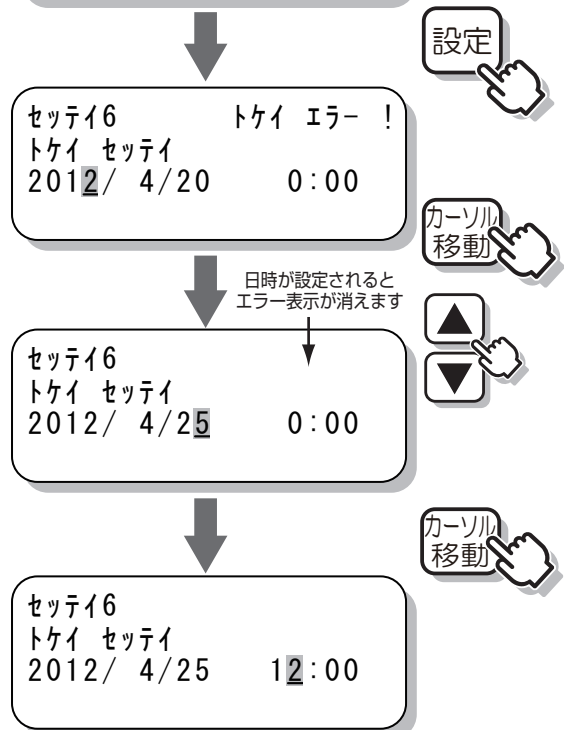 設定
ｾｯﾃｲ6 ﾄｹｲ ｴﾗｰ !
ﾄｹｲ ｾｯﾃｲ
2012/ 4/20 0:00
カーソル
移動
日時が設定されると
エラー表示が消えます
▲
▼
ｾｯﾃｲ6
ﾄｹｲ ｾｯﾃｲ
2012/ 4/25 0:00
カーソル
移動
ｾｯﾃｲ6
ﾄｹｲ ｾｯﾃｲ
2012/ 4/25 12:00